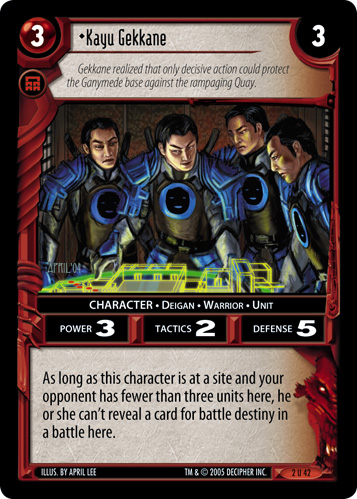 3
•Kayu Gekkane
3
Gekkane realized that only decisive action could protect
the Ganymede base against the rampaging Quay.
APRIL'04
CHARACTER • DEIGAN • WARRIOR • UNIT
POWER 3 TACTICS 2 DEFENSE 5
As long as this character is at a site and your
opponent has fewer than three units here, he
or she can't reveal a card for battle destiny in
a battle here.
ILLUS. BY APRIL LEE
TM & © 2005 DECIPHER INC.
2 U 42